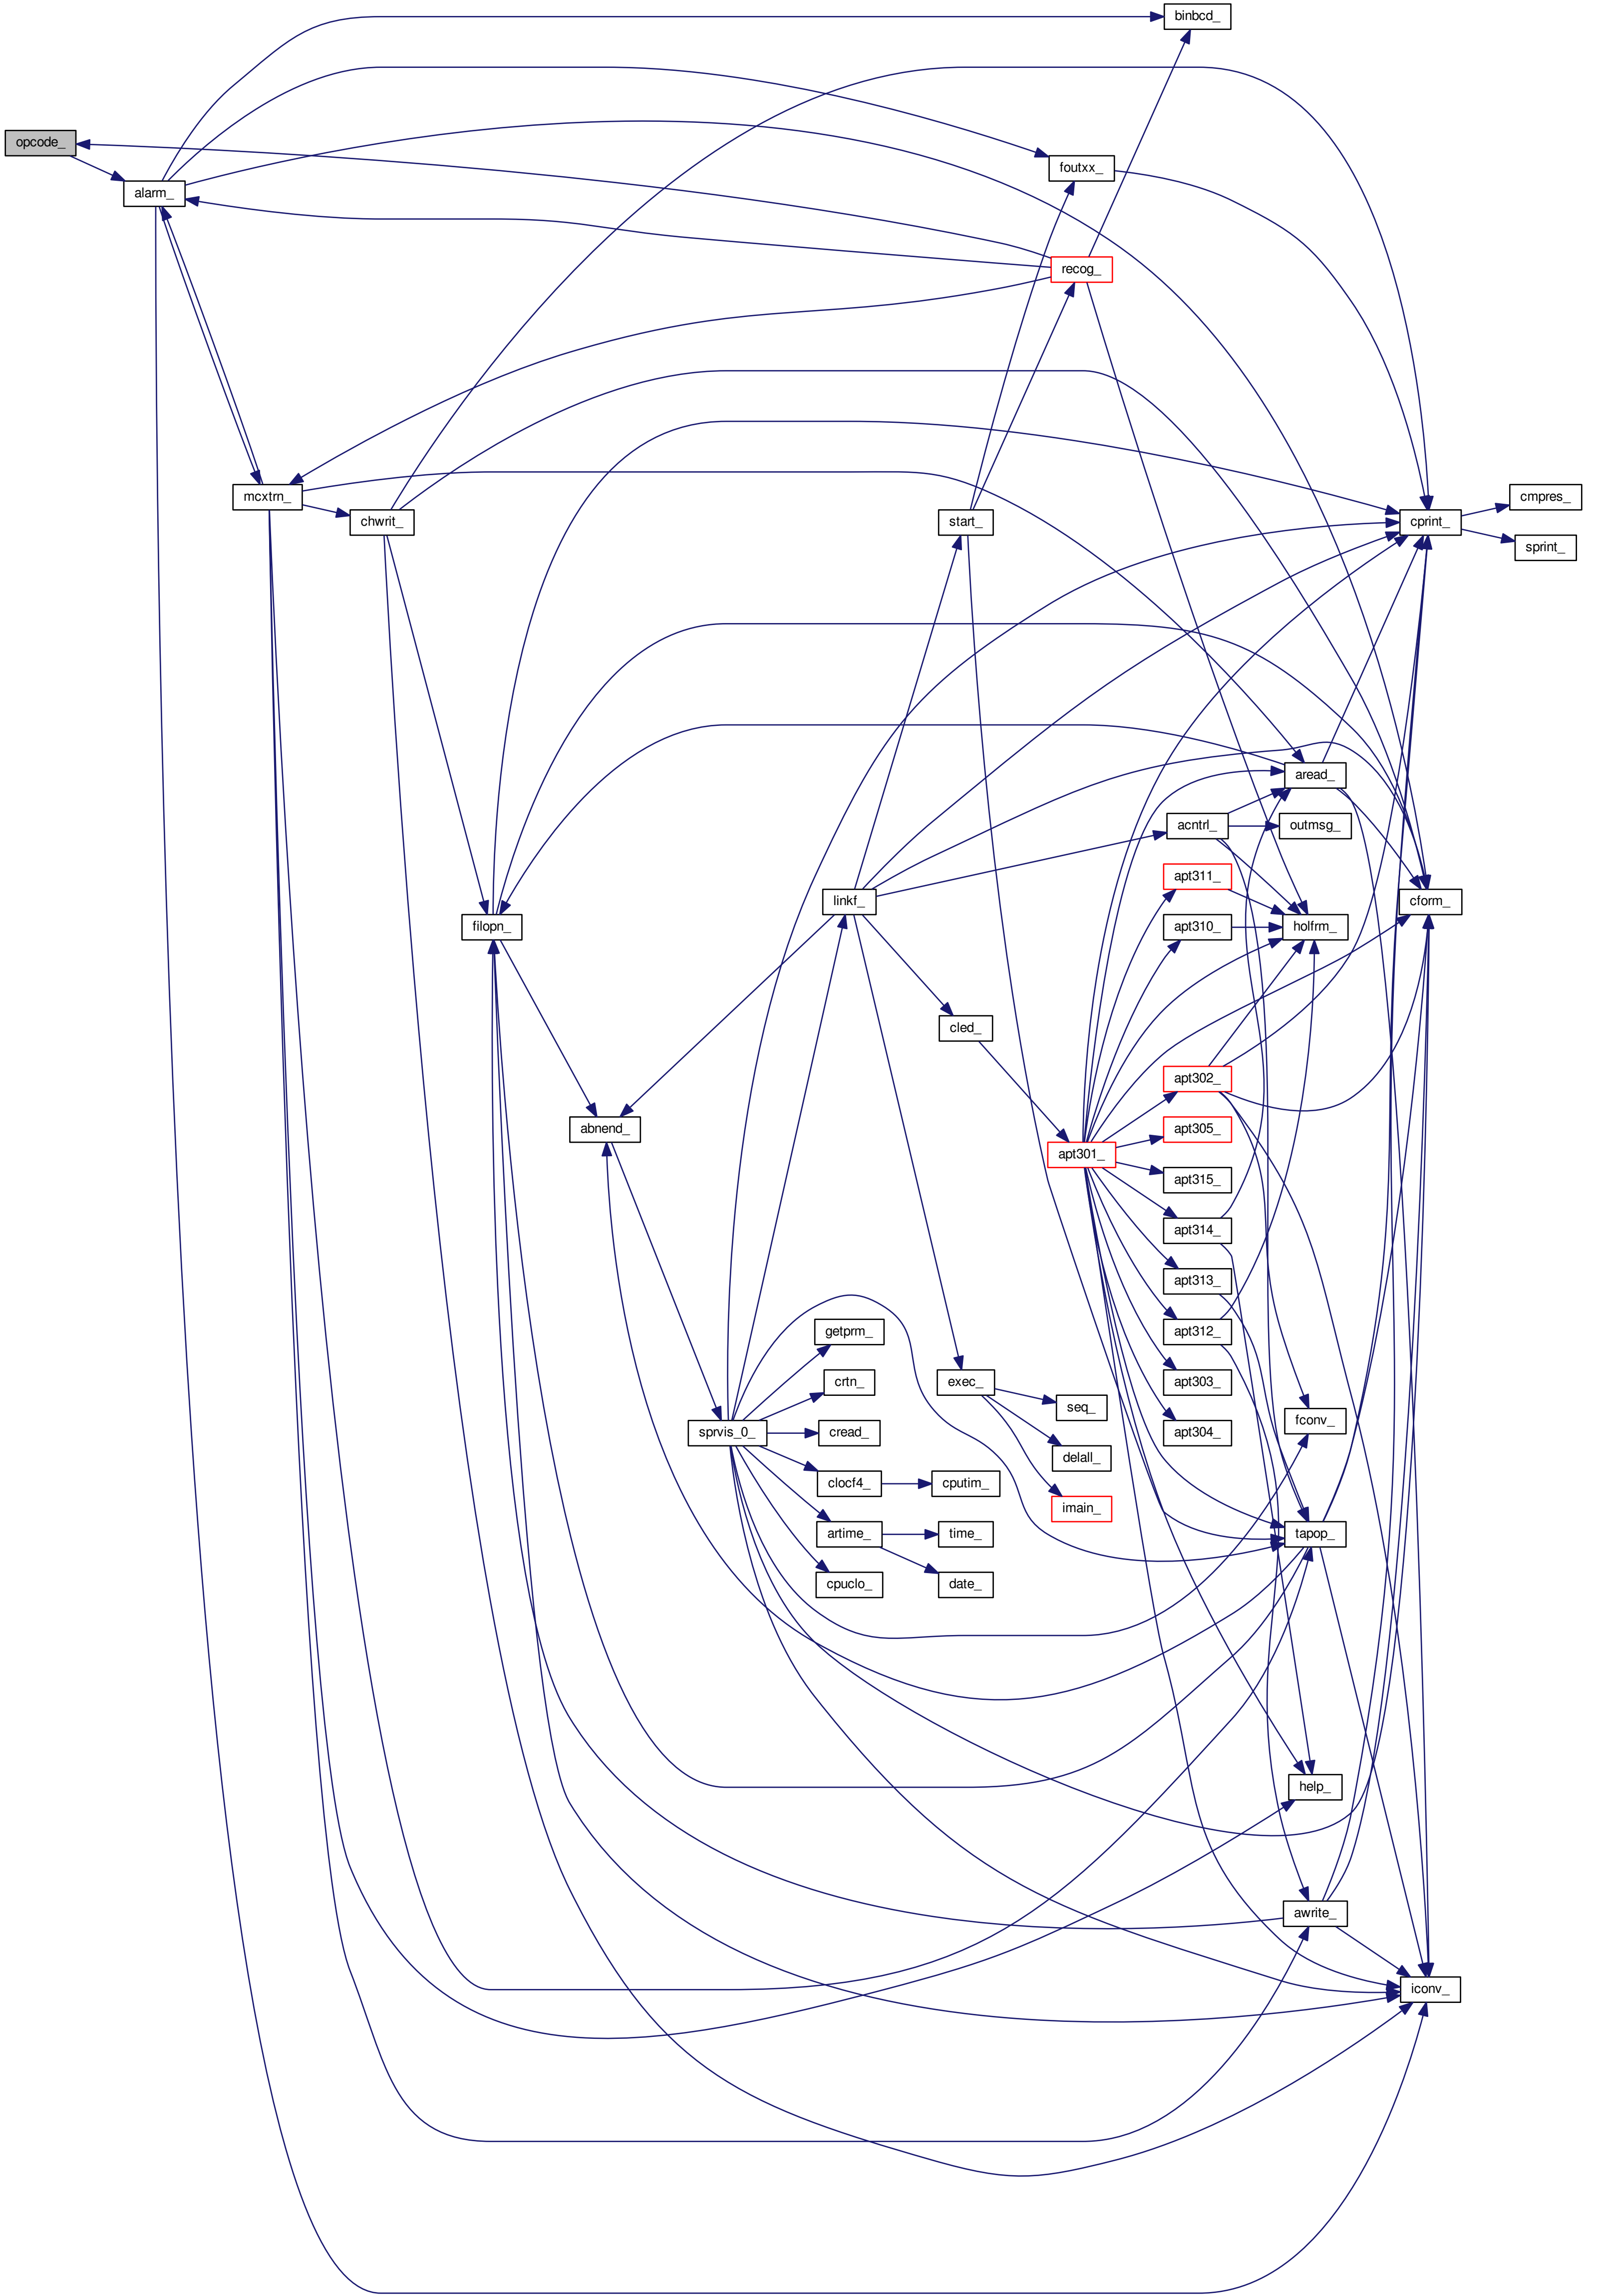 binbcd_
opcode_
foutxx_
alarm_
recog_
mcxtrn_
cmpres_
chwrit_
start_
cprint_
sprint_
aread_
acntrl_
outmsg_
apt311_
linkf_
cform_
filopn_
apt310_
holfrm_
cled_
apt302_
abnend_
apt305_
apt301_
apt315_
apt314_
apt313_
getprm_
apt312_
crtn_
exec_
apt303_
seq_
fconv_
sprvis_0_
cread_
apt304_
delall_
clocf4_
cputim_
imain_
artime_
time_
tapop_
cpuclo_
date_
help_
awrite_
iconv_